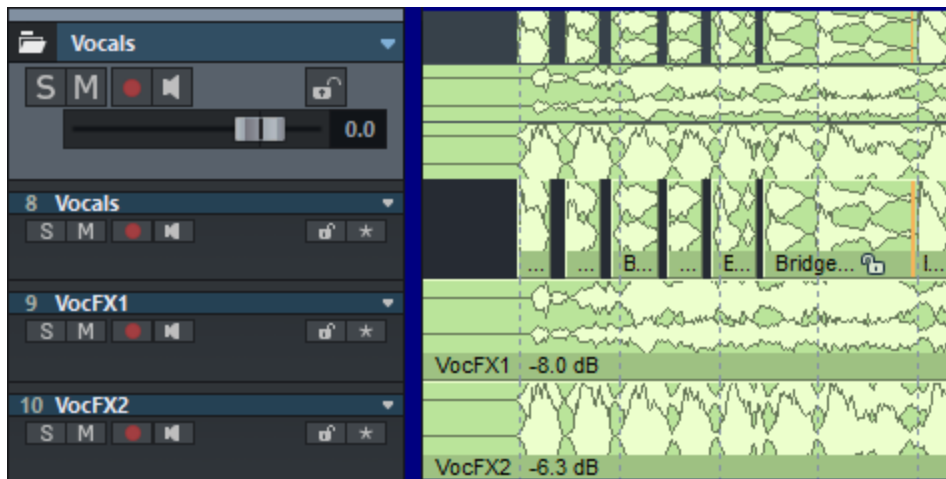 Vocals
S M
0.0
8 Vocals
S M *
... ... B... ... E... Bridge... I...
9 VocFX1
S M *
VocFX1 -8.0 dB
10 VocFX2
S M *
VocFX2 -6.3 dB